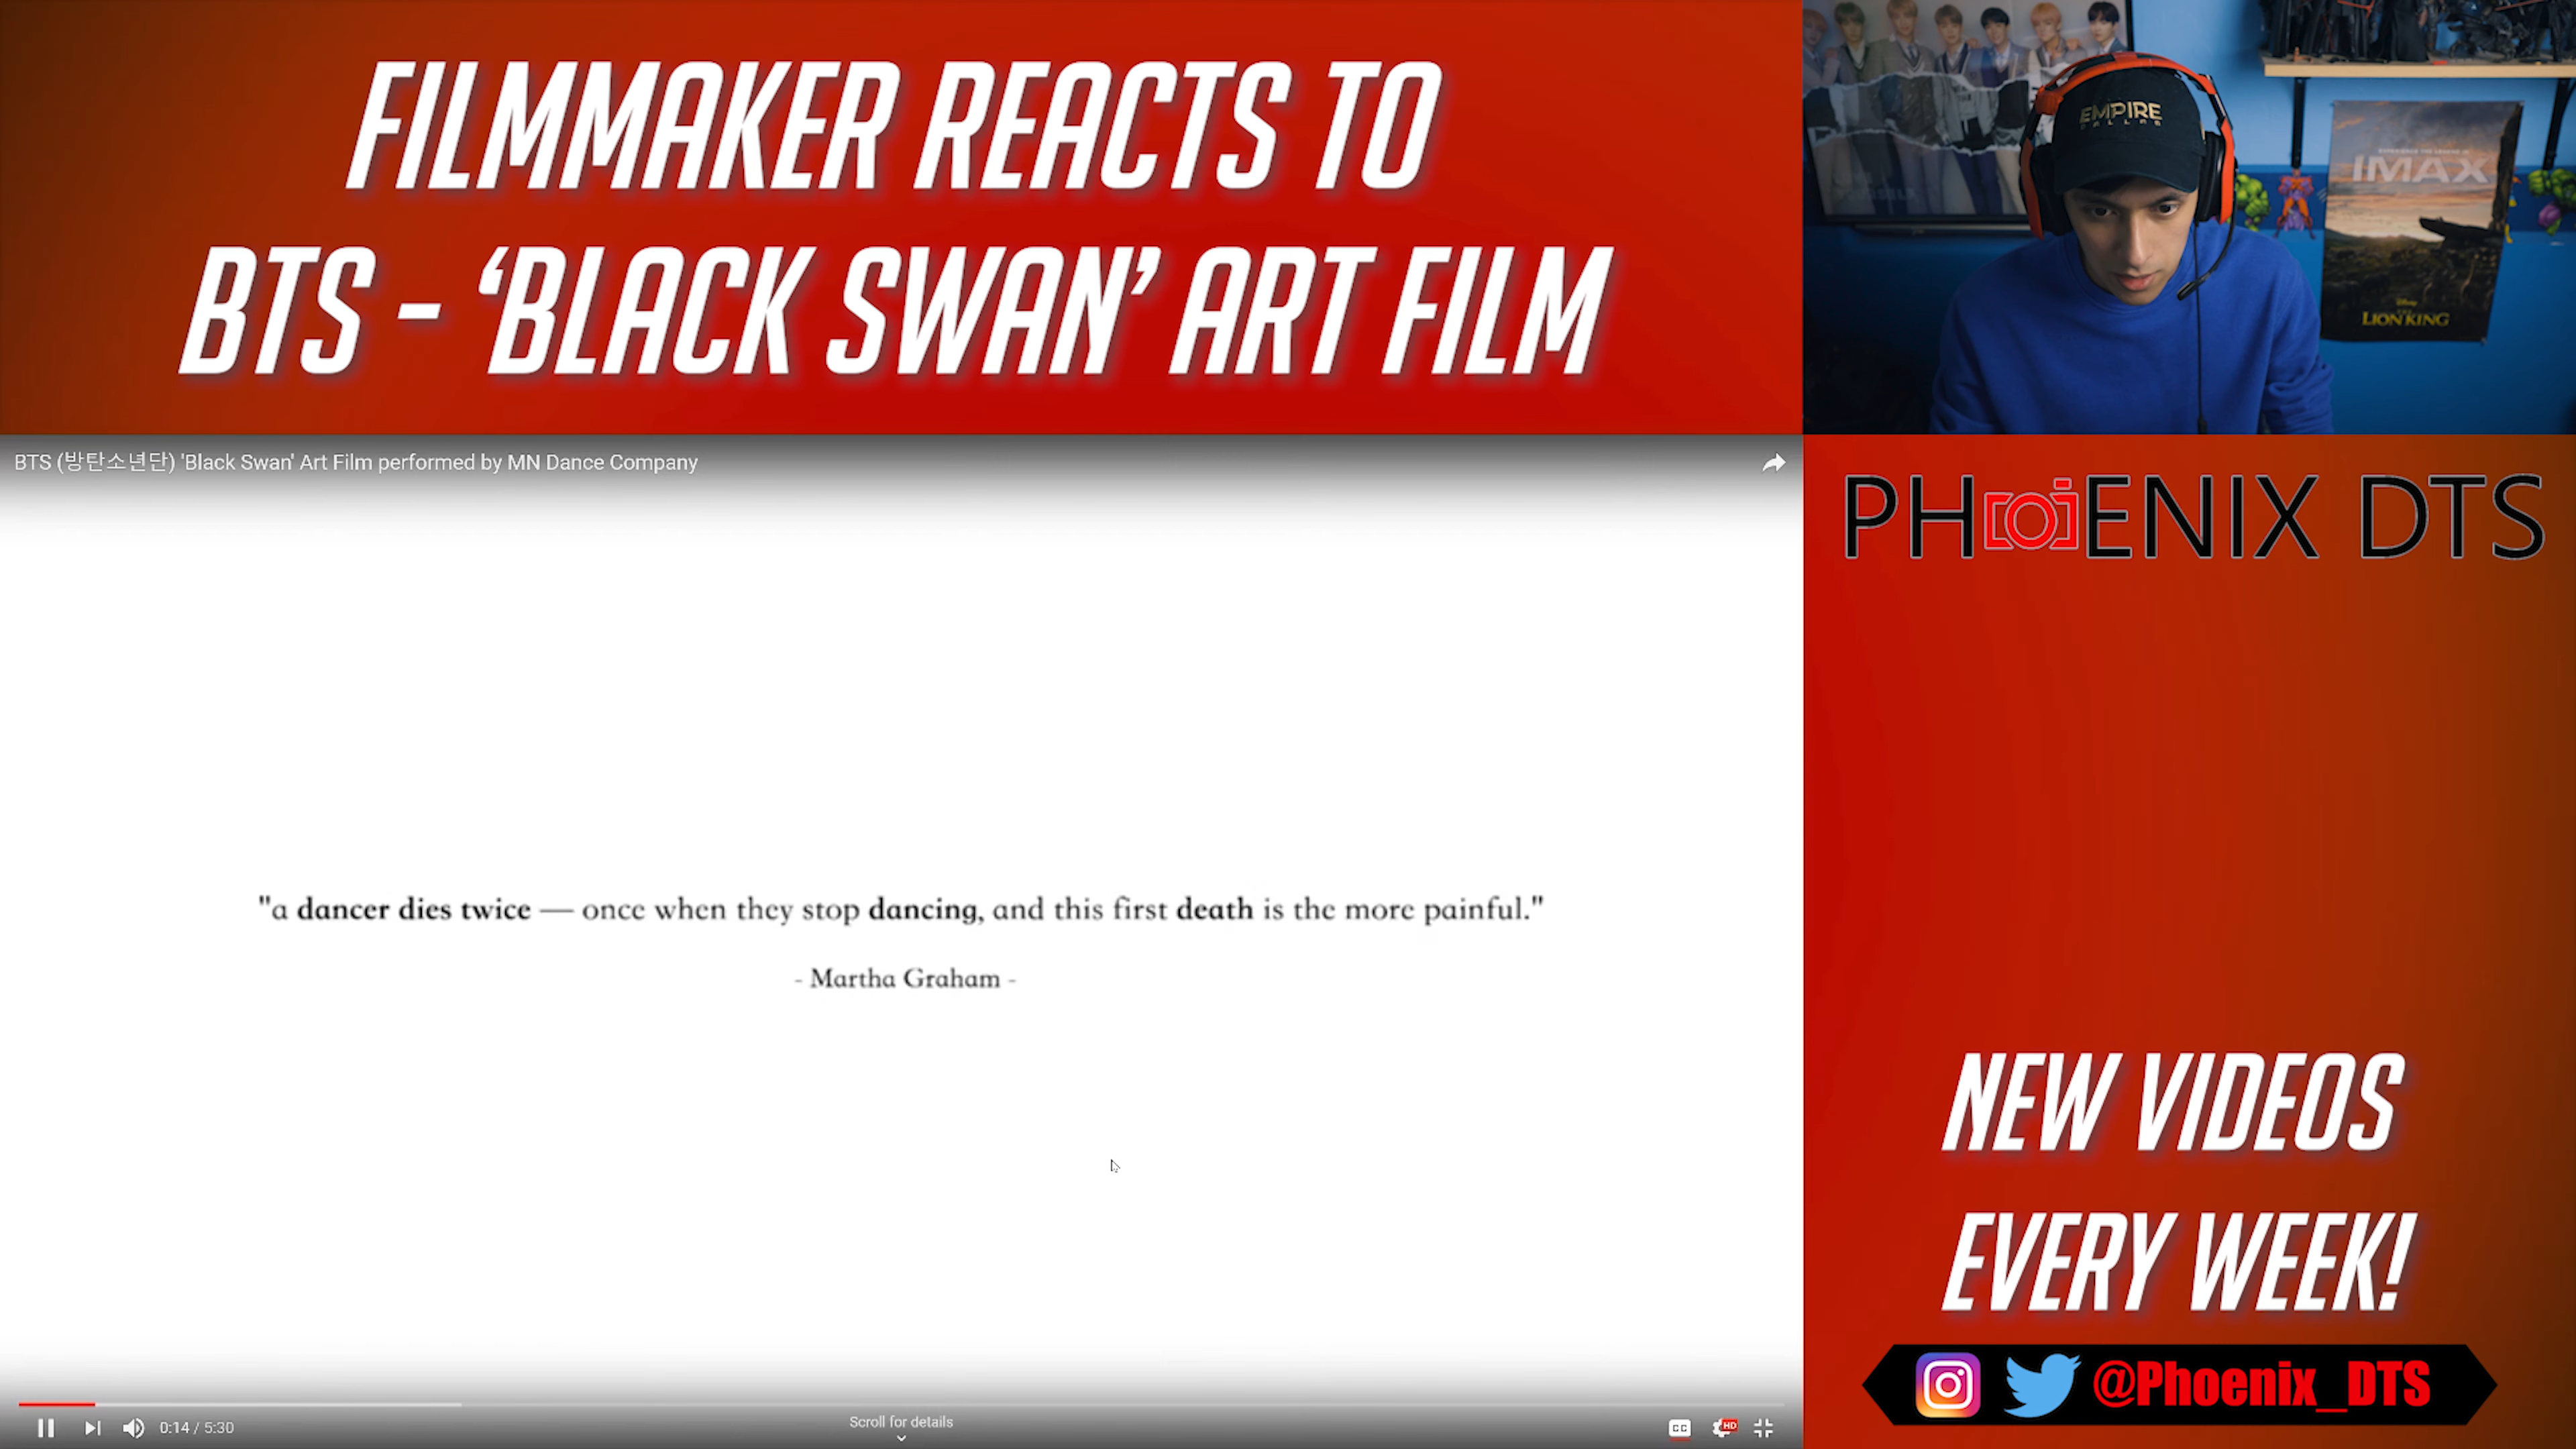 FILMMAKER REACTS TO
BTS - ‘BLACK SWAN’ ART FILM
EMPIRE
IMAX
Disney
LION KING
BTS (방탄소년단) 'Black Swan' Art Film performed by MN Dance Company
PHOENIX DTS
"a dancer dies twice — once when they stop dancing, and this first death is the more painful."
- Martha Graham -
NEW VIDEOS
EVERY WEEK!
@Phoenix_DTS
0:14 / 5:30
Scroll for details
CC
HD